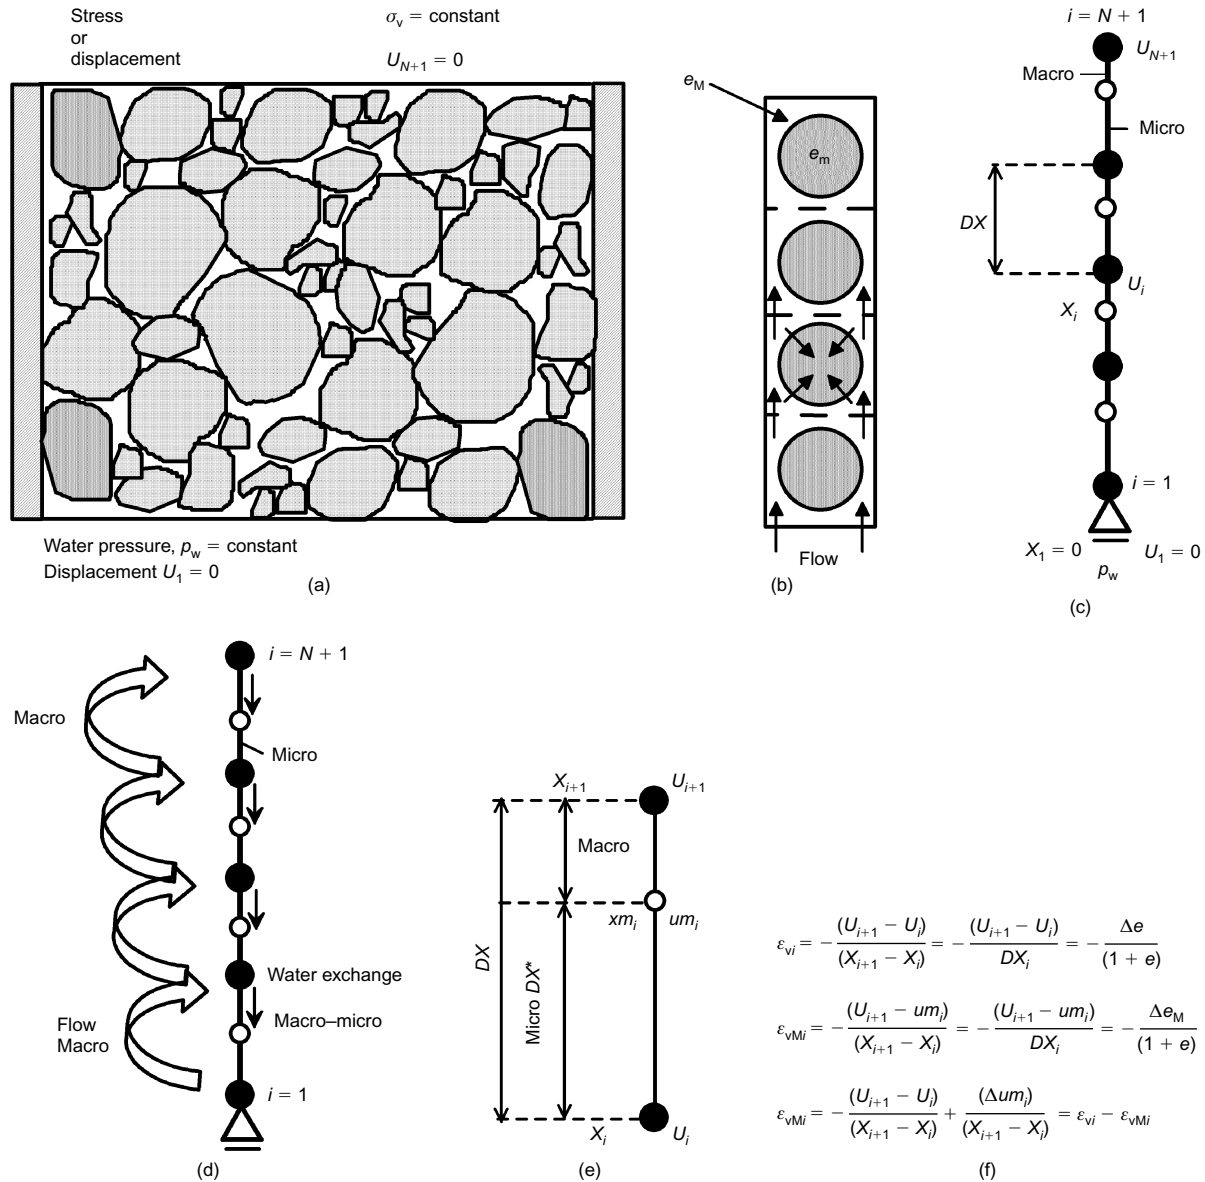 Stress
or
displacement
σv = constant
UN+1 = 0
Water pressure, pw = constant
Displacement U1 = 0
(a)
eM
em
Flow
(b)
i = N + 1
UN+1
Macro
Micro
DX
Ui
Xi
i = 1
X1 = 0
U1 = 0
pw
(c)
i = N + 1
Macro
Micro
Water exchange
Macro–micro
Flow
Macro
i = 1
(d)
Xi+1
Ui+1
Macro
xmi
umi
DX
Micro DX*
Xi
Ui
(e)
εvi = −(Ui+1 − Ui)/(Xi+1 − Xi) = −(Ui+1 − Ui)/DXi = −Δe/(1 + e)
εvMi = −(Ui+1 − umi)/(Xi+1 − Xi) = −(Ui+1 − umi)/DXi = −ΔeM/(1 + e)
εvMi = −(Ui+1 − Ui)/(Xi+1 − Xi) + (Δumi)/(Xi+1 − Xi) = εvi − εvMi
(f)